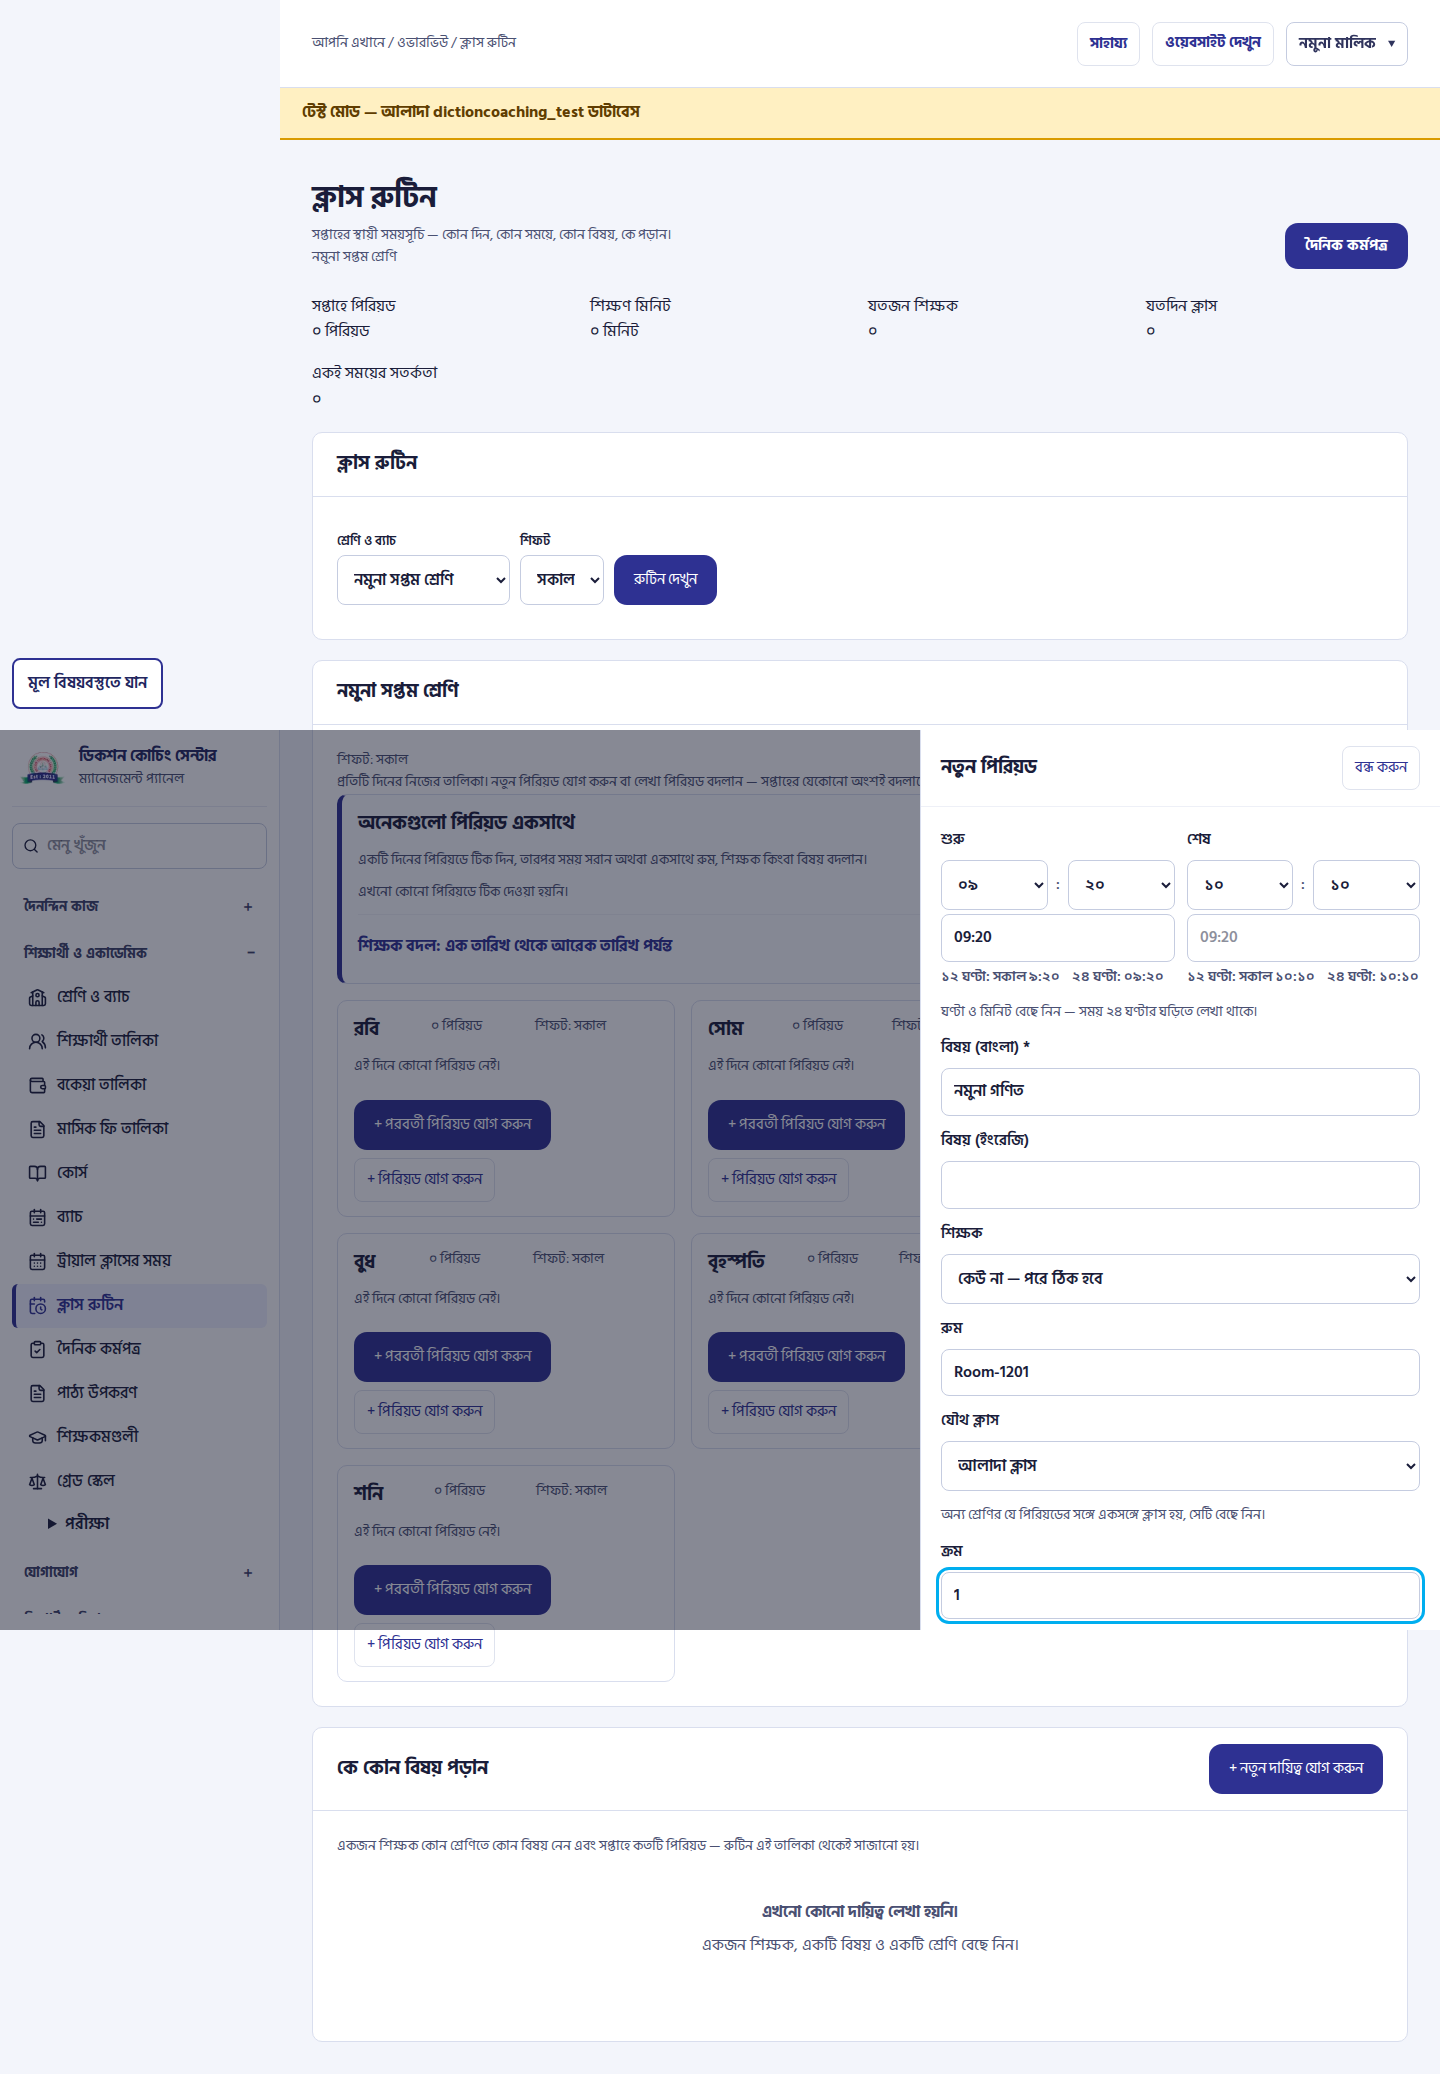 আপনি এখানে / ওভারভিউ / ক্লাস রুটিন
সাহায্য
ওয়েবসাইট দেখুন
নমুনা মালিক ▾
টেস্ট মোড — আলাদা dictioncoaching_test ডাটাবেস
ক্লাস রুটিন
সপ্তাহের স্থায়ী সময়সূচি — কোন দিন, কোন সময়ে, কোন বিষয়, কে পড়ান।
নমুনা সপ্তম শ্রেণি
দৈনিক কর্মপত্র
সপ্তাহে পিরিয়ড
০ পিরিয়ড
শিক্ষণ মিনিট
০ মিনিট
যতজন শিক্ষক
০
যতদিন ক্লাস
০
একই সময়ের সতর্কতা
০
ক্লাস রুটিন
শ্রেণি ও ব্যাচ
নমুনা সপ্তম শ্রেণি
শিফট
সকাল
রুটিন দেখুন
মূল বিষয়বস্তুতে যান
নমুনা সপ্তম শ্রেণি
ডিকশন কোচিং সেন্টার
ম্যানেজমেন্ট প্যানেল
মেনু খুঁজুন
দৈনন্দিন কাজ +
শিক্ষার্থী ও একাডেমিক −
শ্রেণি ও ব্যাচ
শিক্ষার্থী তালিকা
বকেয়া তালিকা
মাসিক ফি তালিকা
কোর্স
ব্যাচ
ট্রায়াল ক্লাসের সময়
ক্লাস রুটিন
দৈনিক কর্মপত্র
পাঠ্য উপকরণ
শিক্ষকমণ্ডলী
গ্রেড স্কেল
▶ পরীক্ষা
যোগাযোগ +
শিফট: সকাল
প্রতিটি দিনের নিজের তালিকা। নতুন পিরিয়ড যোগ করুন বা লেখা পিরিয়ড বদলান — সপ্তাহের যেকোনো অংশই
অনেকগুলো পিরিয়ড একসাথে
একটি দিনের পিরিয়ডে টিক দিন, তারপর সময় সরান অথবা একসাথে রুম, শিক্ষক কিংবা বিষয় বদলান।
এখনো কোনো পিরিয়ডে টিক দেওয়া হয়নি।
শিক্ষক বদল: এক তারিখ থেকে আরেক তারিখ পর্যন্ত
রবি ০ পিরিয়ড শিফট: সকাল
এই দিনে কোনো পিরিয়ড নেই।
+ পরবর্তী পিরিয়ড যোগ করুন
+ পিরিয়ড যোগ করুন
সোম ০ পিরিয়ড
এই দিনে কোনো পিরিয়ড নেই।
+ পরবর্তী পিরিয়ড যোগ করুন
+ পিরিয়ড যোগ করুন
বুধ ০ পিরিয়ড শিফট: সকাল
এই দিনে কোনো পিরিয়ড নেই।
+ পরবর্তী পিরিয়ড যোগ করুন
+ পিরিয়ড যোগ করুন
বৃহস্পতি ০ পিরিয়ড
এই দিনে কোনো পিরিয়ড নেই।
+ পরবর্তী পিরিয়ড যোগ করুন
+ পিরিয়ড যোগ করুন
শনি ০ পিরিয়ড শিফট: সকাল
এই দিনে কোনো পিরিয়ড নেই।
+ পরবর্তী পিরিয়ড যোগ করুন
+ পিরিয়ড যোগ করুন
নতুন পিরিয়ড
বন্ধ করুন
শুরু
০৯ : ২০
09:20
১২ ঘণ্টা: সকাল ৯:২০ ২৪ ঘণ্টা: ০৯:২০
শেষ
১০ : ১০
09:20
১২ ঘণ্টা: সকাল ১০:১০ ২৪ ঘণ্টা: ১০:১০
ঘণ্টা ও মিনিট বেছে নিন — সময় ২৪ ঘণ্টার ঘড়িতে লেখা থাকে।
বিষয় (বাংলা) *
নমুনা গণিত
বিষয় (ইংরেজি)
শিক্ষক
কেউ না — পরে ঠিক হবে
রুম
Room-1201
যৌথ ক্লাস
আলাদা ক্লাস
অন্য শ্রেণির যে পিরিয়ডের সঙ্গে একসঙ্গে ক্লাস হয়, সেটি বেছে নিন।
ক্রম
1
কে কোন বিষয় পড়ান
+ নতুন দায়িত্ব যোগ করুন
একজন শিক্ষক কোন শ্রেণিতে কোন বিষয় নেন এবং সপ্তাহে কতটি পিরিয়ড — রুটিন এই তালিকা থেকেই সাজানো হয়।
এখনো কোনো দায়িত্ব লেখা হয়নি।
একজন শিক্ষক, একটি বিষয় ও একটি শ্রেণি বেছে নিন।